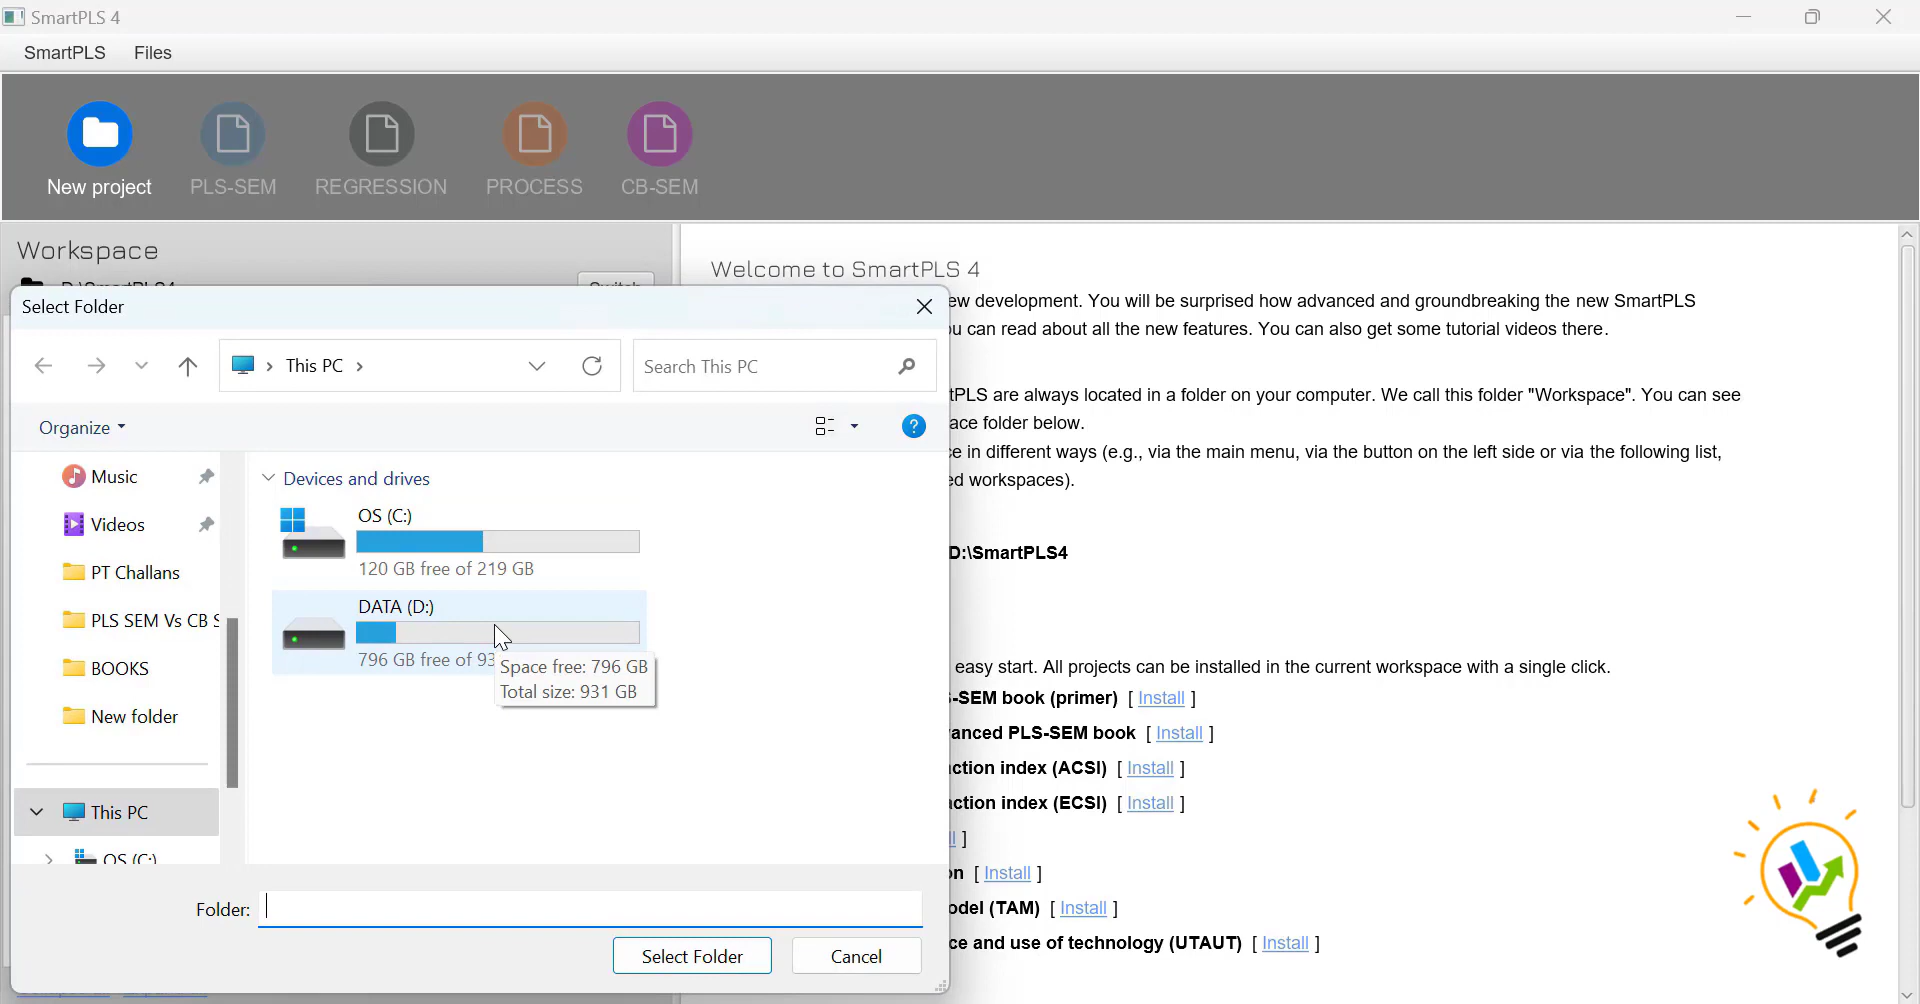 SmartPLS 4
SmartPLS Files
New project PLS-SEM REGRESSION PROCESS CB-SEM
Workspace
Select Folder
This PC
Search This PC
Organize
Music
Videos
PT Challans
PLS SEM Vs CB
BOOKS
New folder
This PC
OS (C:)
Devices and drives
OS (C:)
120 GB free of 219 GB
DATA (D:)
796 GB free of 93
Space free: 796 GB
Total size: 931 GB
Folder:
Select Folder Cancel
Welcome to SmartPLS 4
ew development. You will be surprised how advanced and groundbreaking the new SmartPLS
u can read about all the new features. You can also get some tutorial videos there.
tPLS are always located in a folder on your computer. We call this folder "Workspace". You can see
ace folder below.
ce in different ways (e.g., via the main menu, via the button on the left side or via the following list,
ed workspaces).
D:\SmartPLS4
easy start. All projects can be installed in the current workspace with a single click.
-SEM book (primer) [ Install ]
anced PLS-SEM book [ Install ]
ction index (ACSI) [ Install ]
ction index (ECSI) [ Install ]
ll ]
on [ Install ]
odel (TAM) [ Install ]
ce and use of technology (UTAUT) [ Install ]